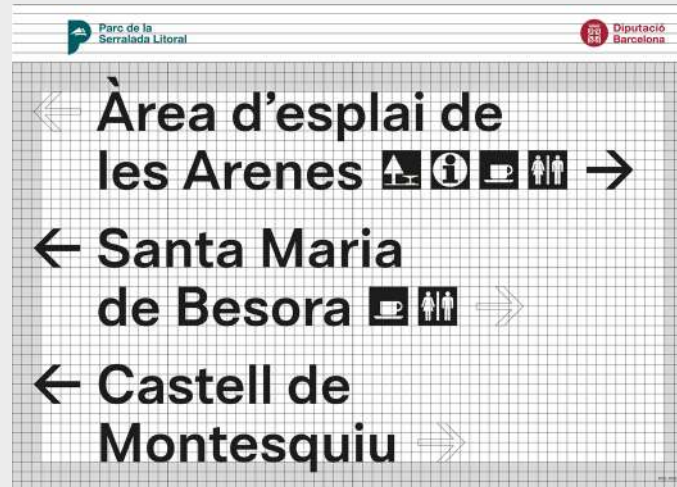 Parc de la
Serralada Litoral
Diputació
Barcelona
Àrea d'esplai de
les Arenes
Santa Maria
de Besora
Castell de
Montesquiu